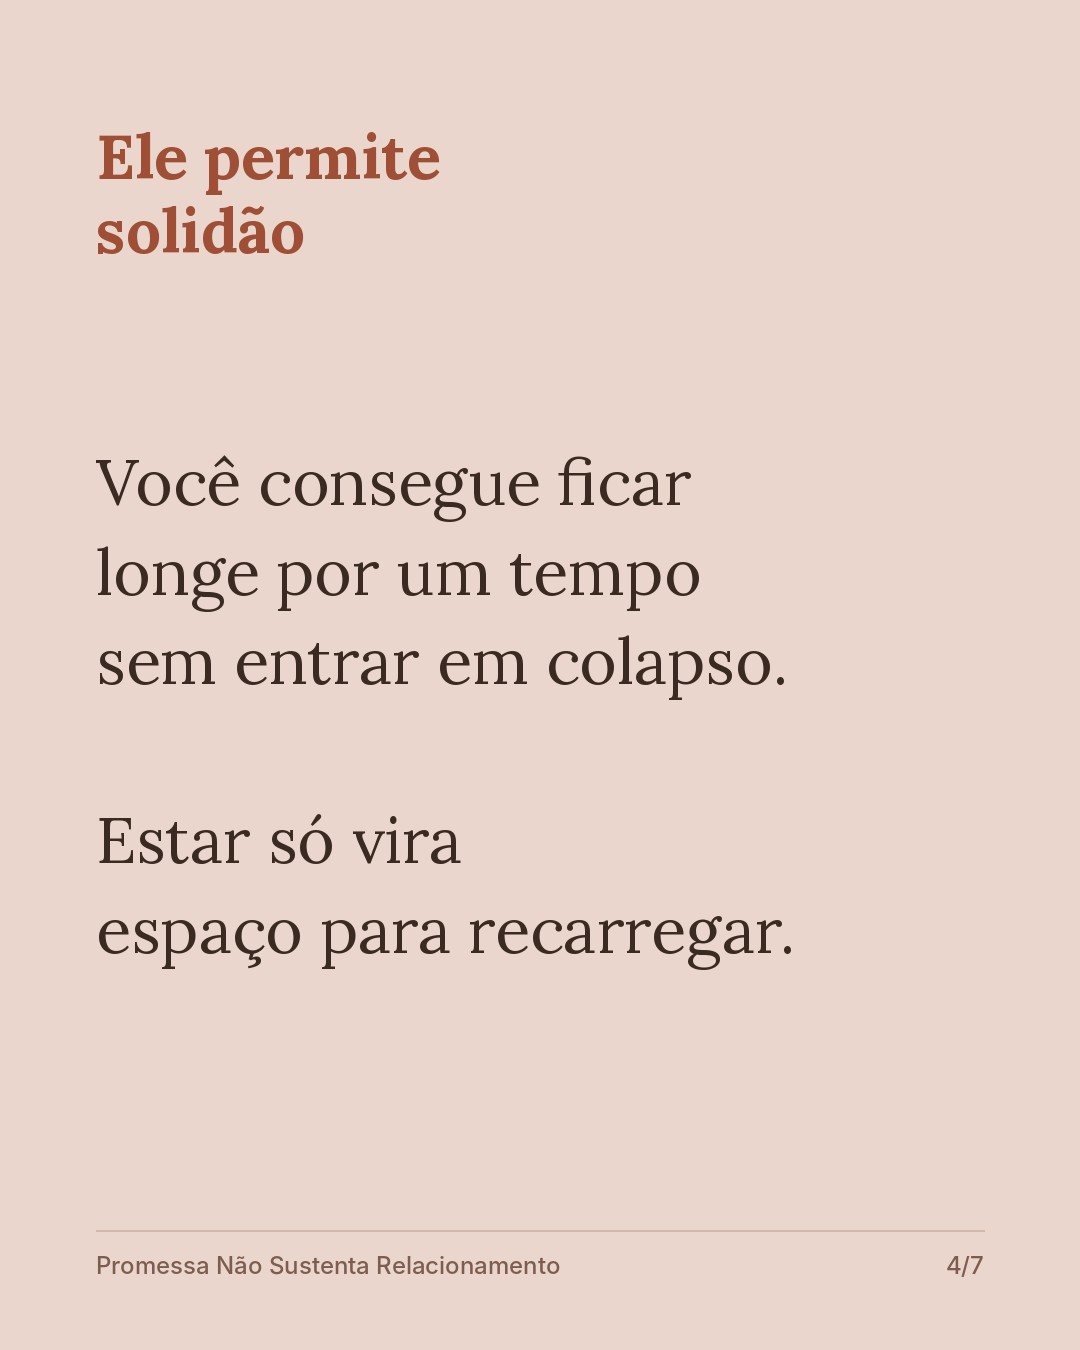 Ele permite
solidão
Você consegue ficar
longe por um tempo
sem entrar em colapso.
Estar só vira
espaço para recarregar.
Promessa Não Sustenta Relacionamento
4/7